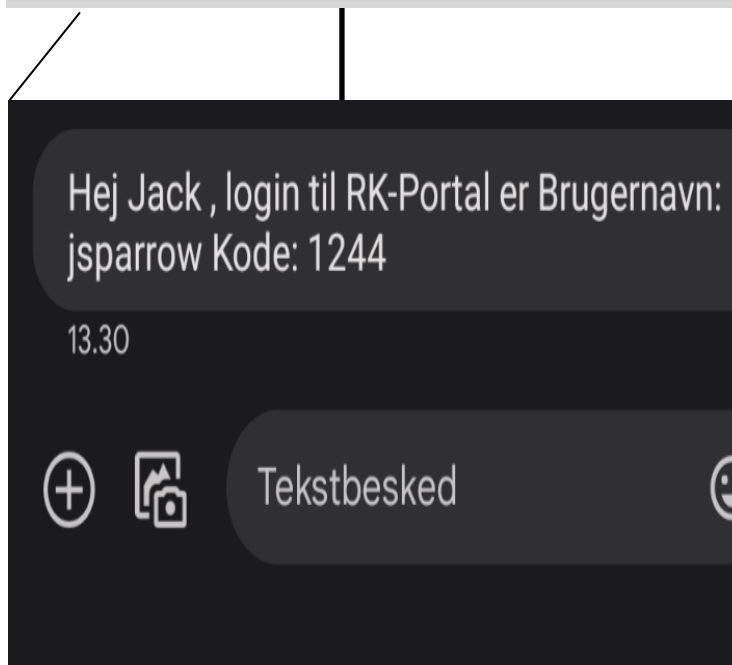 Hej Jack , login til RK-Portal er Brugernavn:
jsparrow Kode: 1244
13.30
Tekstbesked